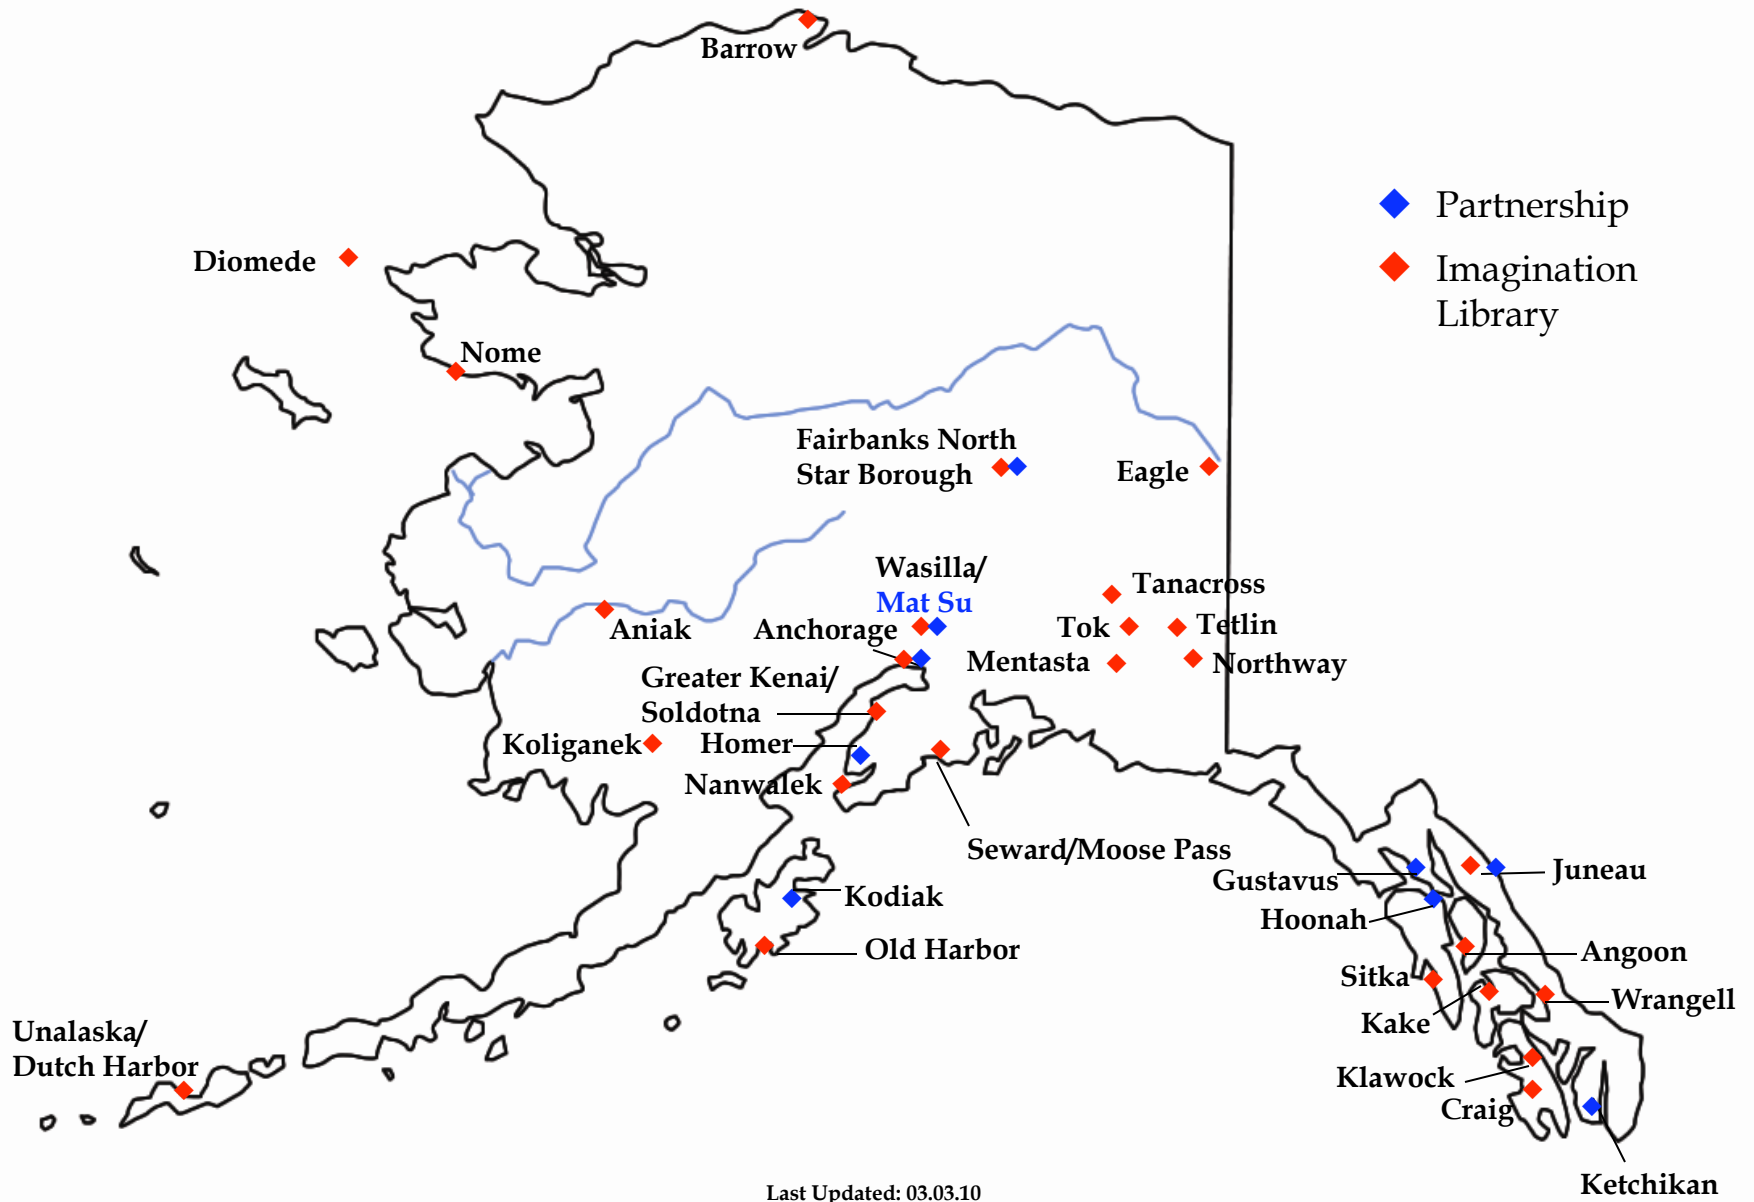 Barrow
Partnership
Diomede
Imagination
Library
Nome
Fairbanks North
Star Borough
Eagle
Wasilla/
Mat Su
Tanacross
Aniak
Anchorage
Tok
Tetlin
Mentasta
Northway
Greater Kenai/
Soldotna
Koliganek
Homer
Nanwalek
Seward/Moose Pass
Gustavus
Juneau
Kodiak
Hoonah
Old Harbor
Angoon
Sitka
Wrangell
Kake
Unalaska/
Dutch Harbor
Klawock
Craig
Ketchikan
Last Updated: 03.03.10